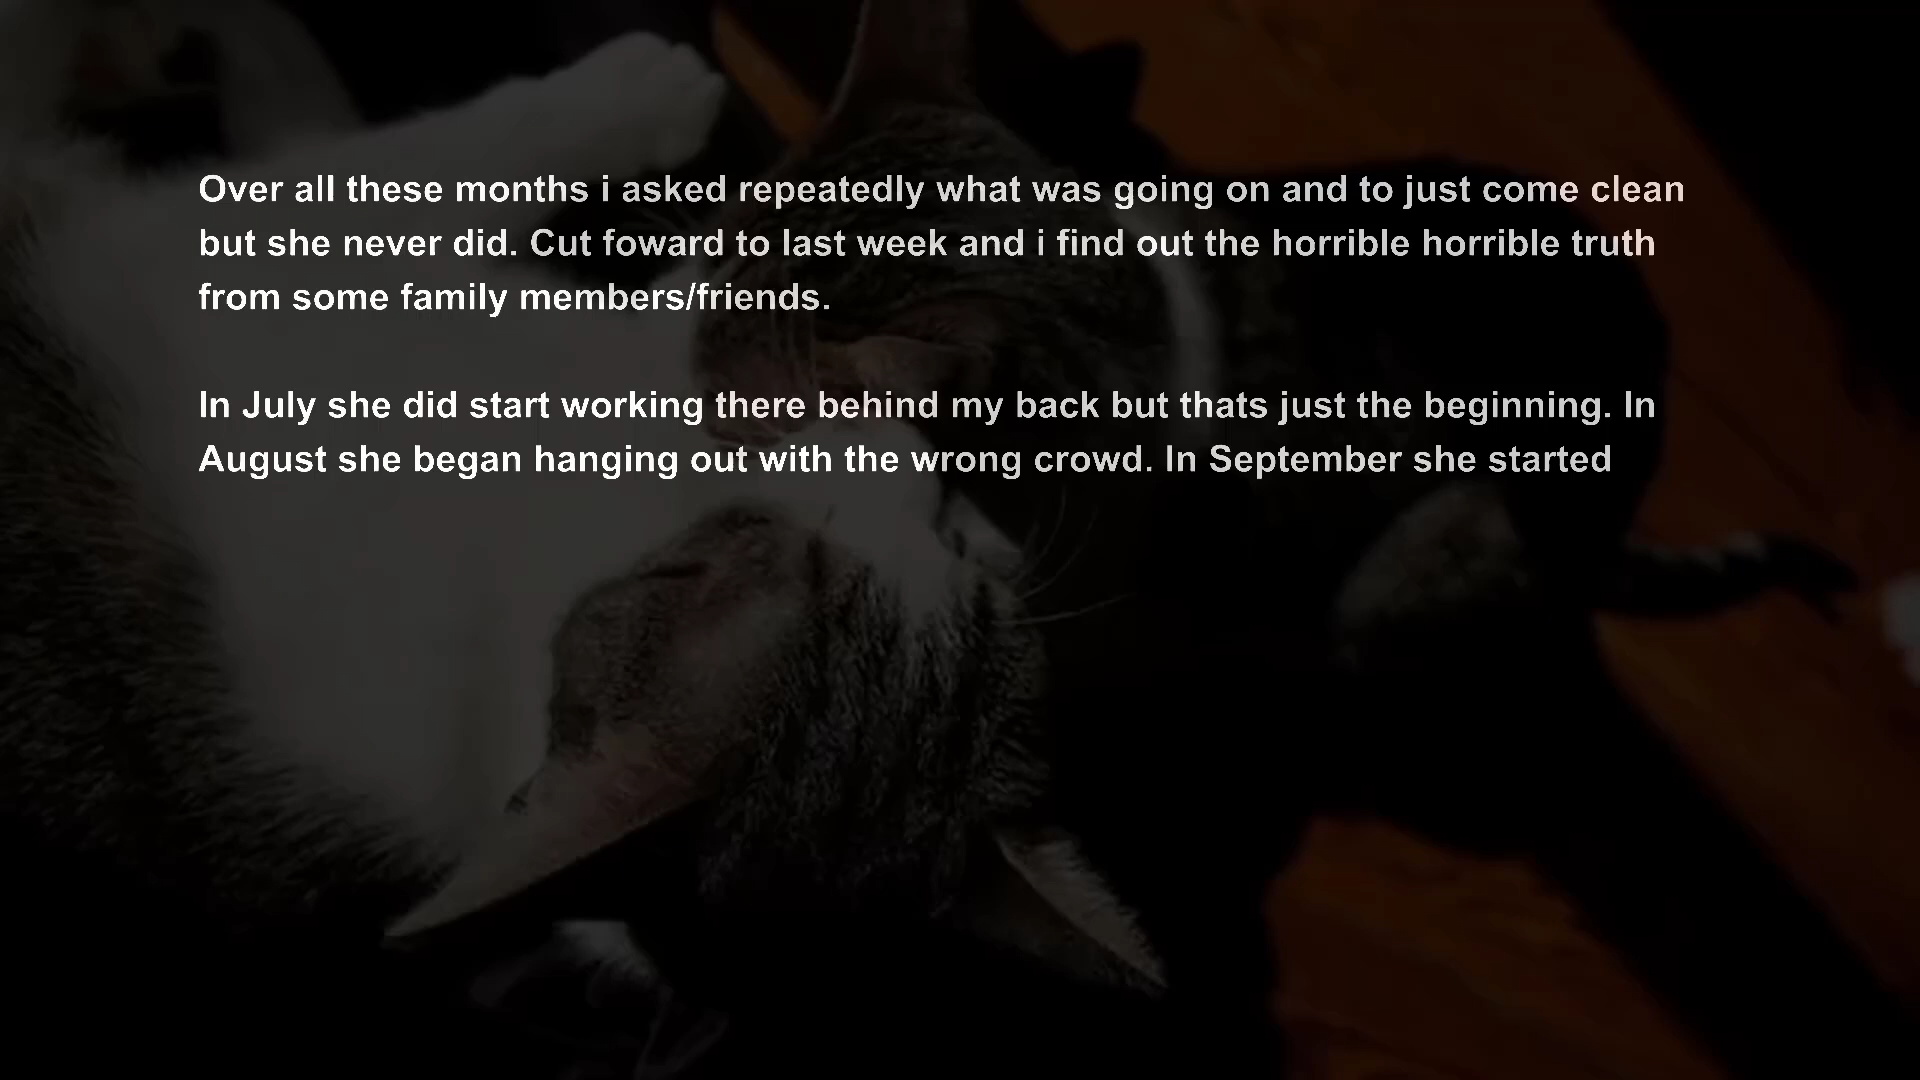 Over all these months i asked repeatedly what was going on and to just come clean
but she never did. Cut foward to last week and i find out the horrible horrible truth
from some family members/friends.
In July she did start working there behind my back but thats just the beginning. In
August she began hanging out with the wrong crowd. In September she started